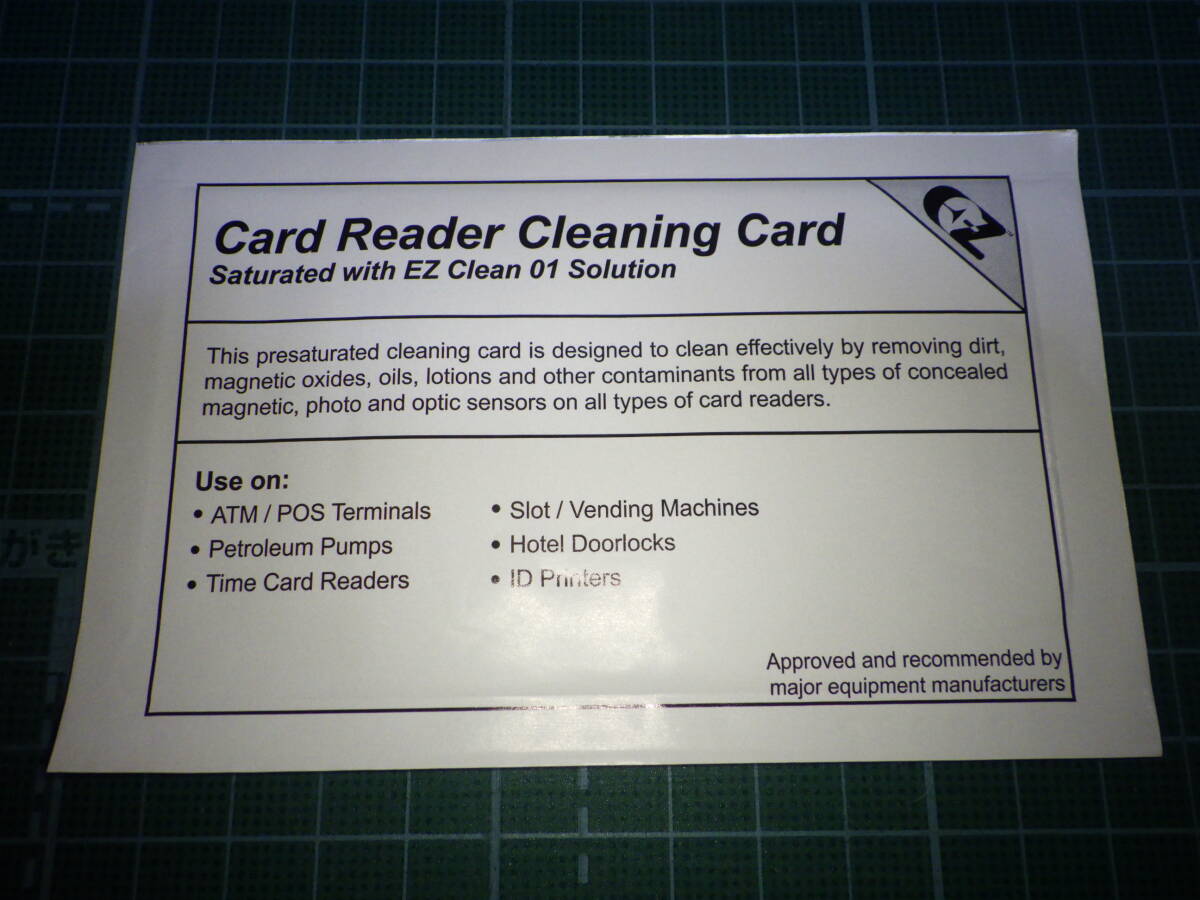 Card Reader Cleaning Card
Saturated with EZ Clean 01 Solution
EZ
This presaturated cleaning card is designed to clean effectively by removing dirt,
magnetic oxides, oils, lotions and other contaminants from all types of concealed
magnetic, photo and optic sensors on all types of card readers.
Use on:
• ATM / POS Terminals
• Petroleum Pumps
• Time Card Readers
• Slot / Vending Machines
• Hotel Doorlocks
• ID Printers
Approved and recommended by
major equipment manufacturers
がき